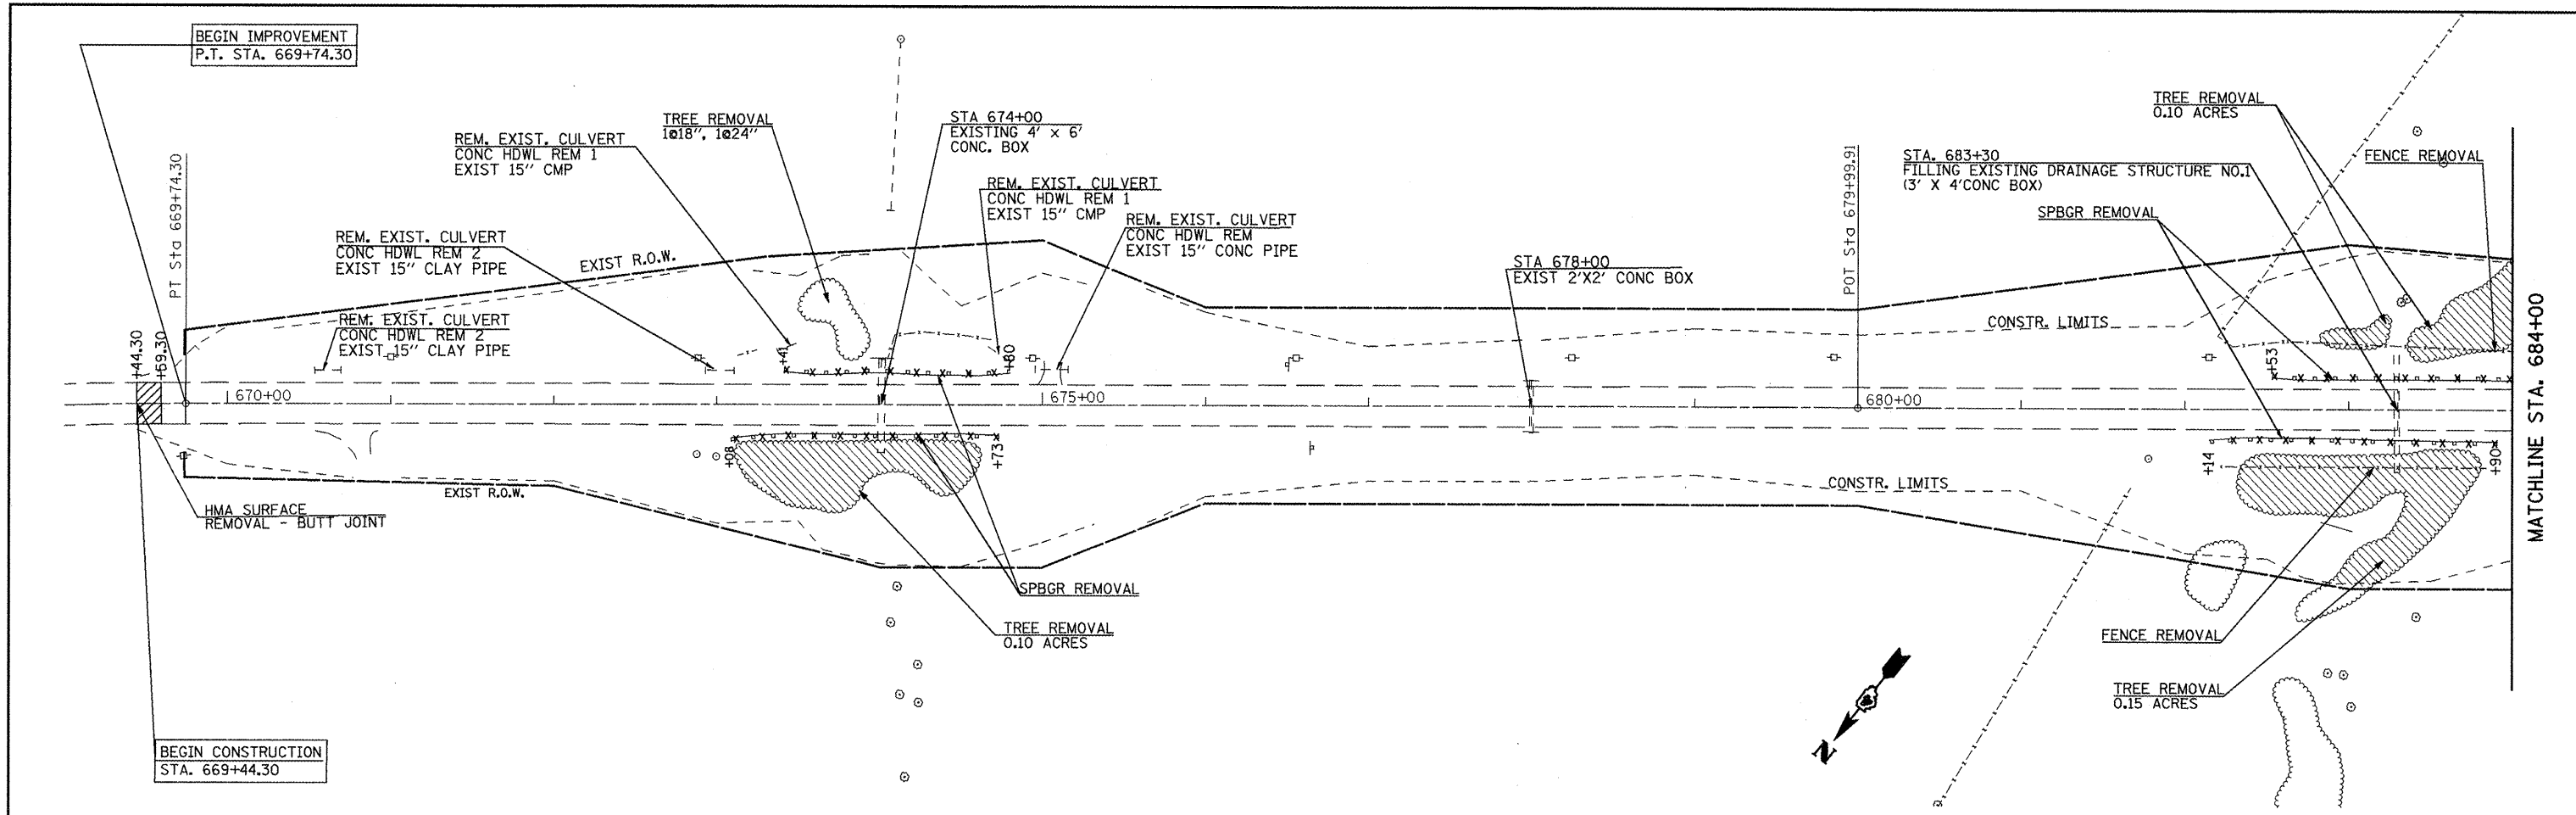 BEGIN IMPROVEMENT
P.T. STA. 669+74.30
PT Sta 669+74.30
+44.30
+59.30
REM. EXIST. CULVERT
CONC HDWL REM 2
EXIST 15" CLAY PIPE
REM. EXIST. CULVERT
CONC HDWL REM 2
EXIST 15" CLAY PIPE
EXIST R.O.W.
REM. EXIST. CULVERT
CONC HDWL REM 1
EXIST 15" CMP
TREE REMOVAL
1@18", 1@24"
STA 674+00
EXISTING 4' x 6'
CONC. BOX
REM. EXIST. CULVERT
CONC HDWL REM 1
EXIST 15" CMP
REM. EXIST. CULVERT
CONC HDWL REM
EXIST 15" CONC PIPE
+41
+80
STA 678+00
EXIST 2'X2' CONC BOX
POT Sta 679+99.91
STA. 683+30
FILLING EXISTING DRAINAGE STRUCTURE NO.1
(3' X 4'CONC BOX)
TREE REMOVAL
0.10 ACRES
FENCE REMOVAL
SPBGR REMOVAL
CONSTR. LIMITS
+53
670+00
675+00
680+00
MATCHLINE STA. 684+00
+08
+73
+14
+90
EXIST R.O.W.
CONSTR. LIMITS
HMA SURFACE
REMOVAL - BUTT JOINT
SPBGR REMOVAL
TREE REMOVAL
0.10 ACRES
FENCE REMOVAL
TREE REMOVAL
0.15 ACRES
N
BEGIN CONSTRUCTION
STA. 669+44.30